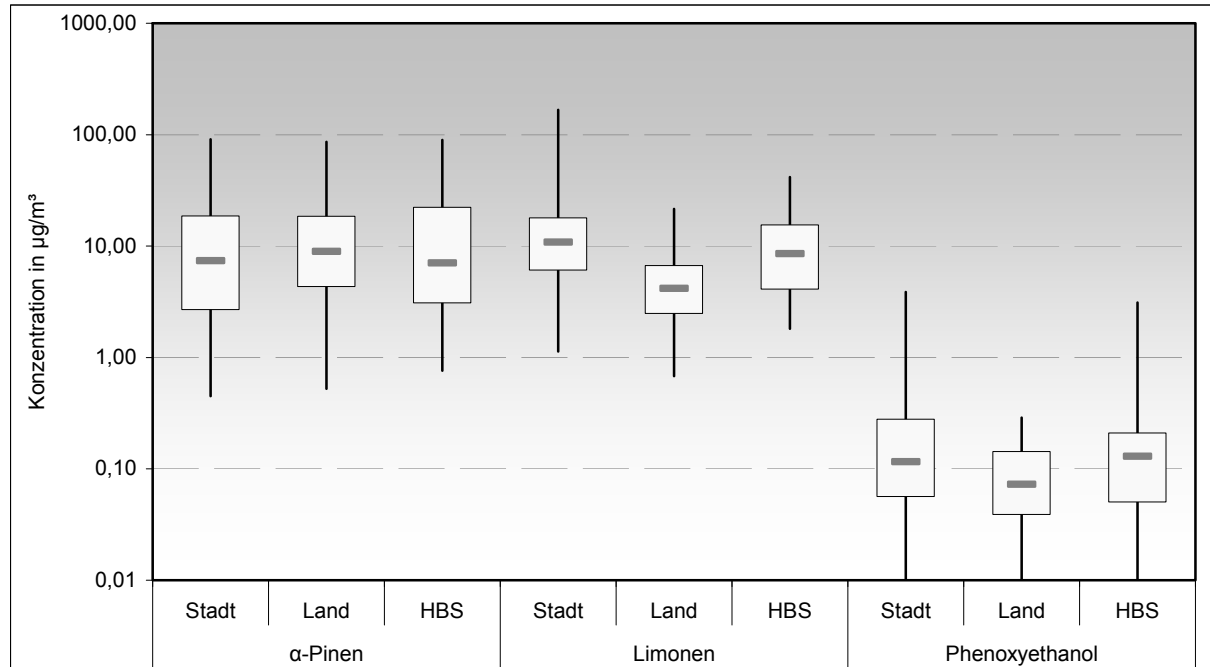 1000,00
100,00
10,00
1,00
0,10
0,01
Konzentration in µg/m³
Stadt Land HBS Stadt Land HBS Stadt Land HBS
α-Pinen Limonen Phenoxyethanol